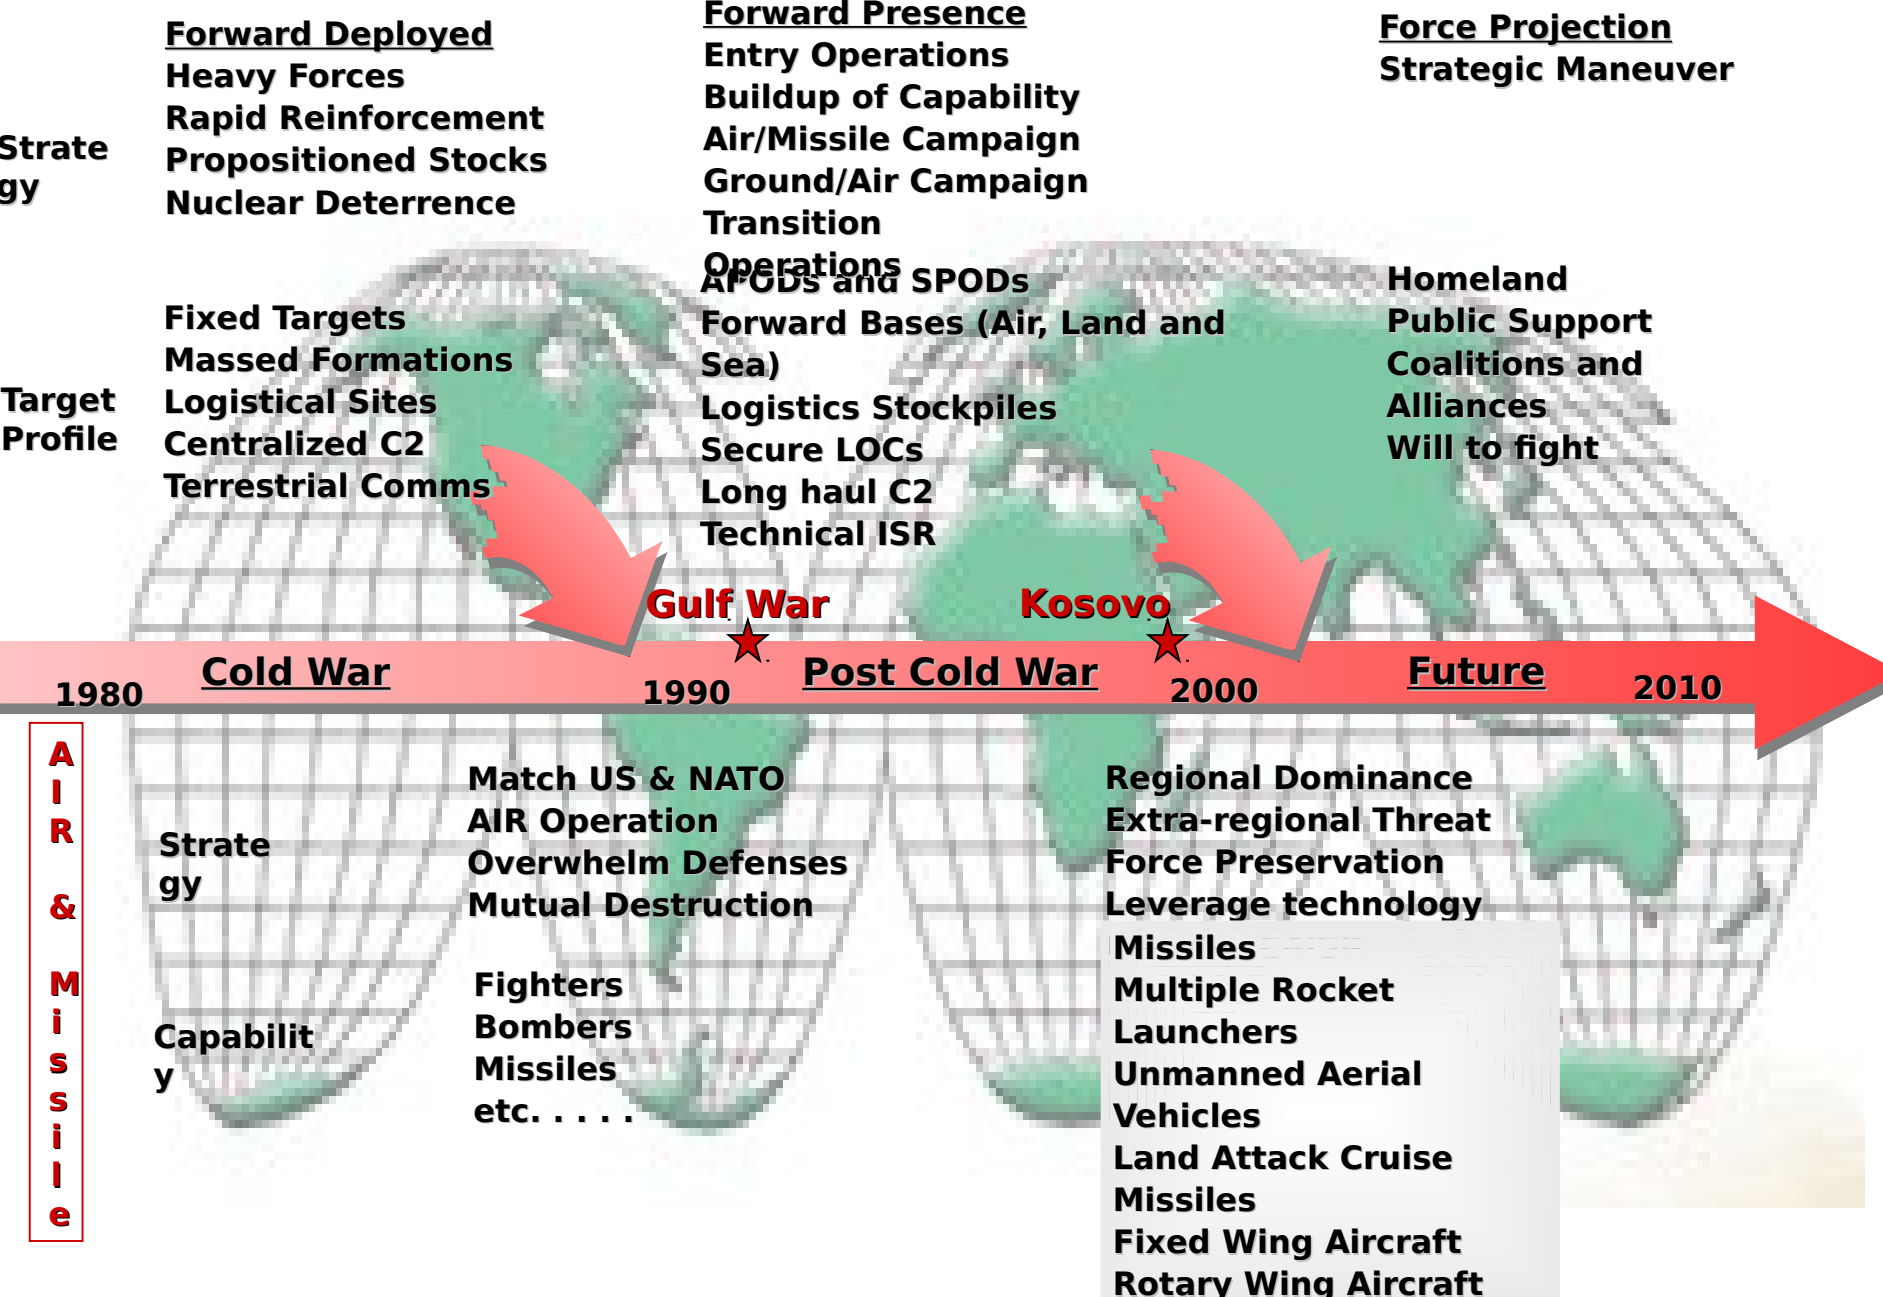 Forward Deployed
Heavy Forces
Rapid Reinforcement
Propositioned Stocks
Nuclear Deterrence
Forward Presence
Entry Operations
Buildup of Capability
Air/Missile Campaign
Ground/Air Campaign
Transition
Operations
Force Projection
Strategic Maneuver
Strate
gy
Fixed Targets
Massed Formations
Logistical Sites
Centralized C2
Terrestrial Comms
APODs and SPODs
Forward Bases (Air, Land and
Sea)
Logistics Stockpiles
Secure LOCs
Long haul C2
Technical ISR
Homeland
Public Support
Coalitions and
Alliances
Will to fight
Target
Profile
Gulf War
Kosovo
1980
Cold War
1990
Post Cold War
2000
Future
2010
A
I
R
&
M
i
s
s
i
l
e
Strate
gy
Match US & NATO
AIR Operation
Overwhelm Defenses
Mutual Destruction
Regional Dominance
Extra-regional Threat
Force Preservation
Leverage technology
Capabilit
y
Fighters
Bombers
Missiles
etc. . . . .
Missiles
Multiple Rocket
Launchers
Unmanned Aerial
Vehicles
Land Attack Cruise
Missiles
Fixed Wing Aircraft
Rotary Wing Aircraft